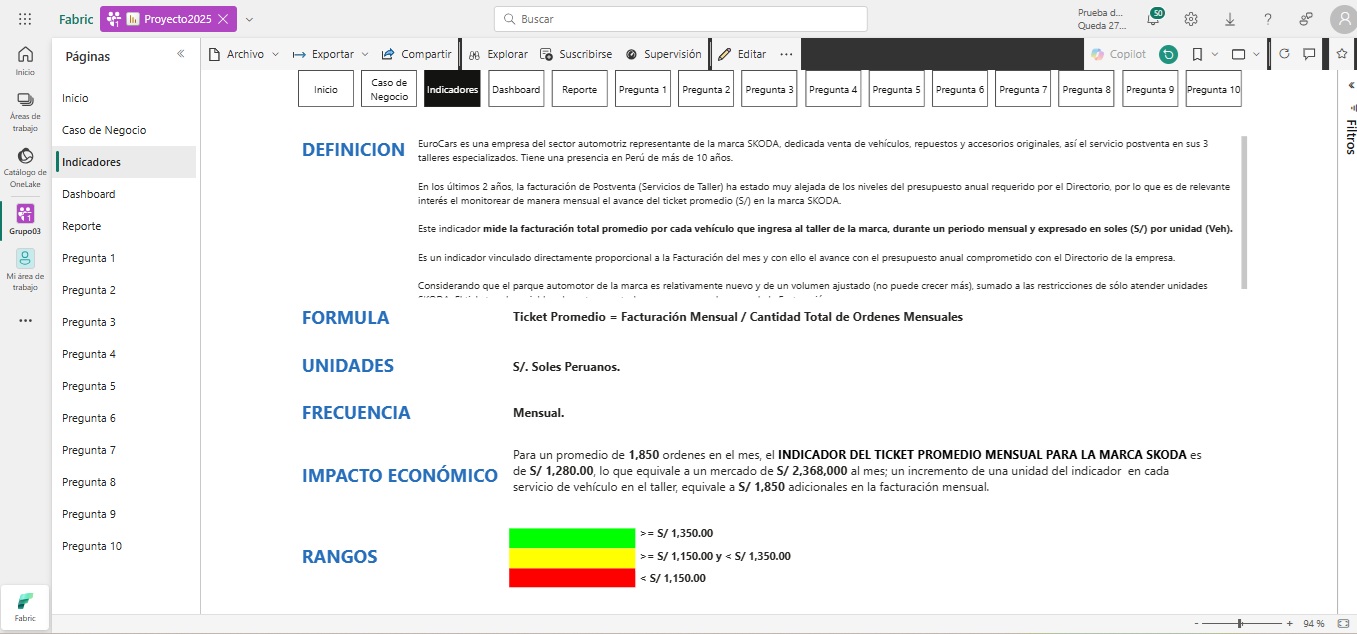 Fabric
Proyecto2025
Buscar
Prueba d...
Queda 27...
50
Inicio
Áreas de
trabajo
Catálogo de
OneLake
Grupo03
Mi área de
trabajo
Fabric
Páginas
Inicio
Caso de Negocio
Indicadores
Dashboard
Reporte
Pregunta 1
Pregunta 2
Pregunta 3
Pregunta 4
Pregunta 5
Pregunta 6
Pregunta 7
Pregunta 8
Pregunta 9
Pregunta 10
Archivo Exportar Compartir Explorar Suscribirse Supervisión Editar ... Copilot
Inicio
Caso de
Negocio
Indicadores
Dashboard
Reporte
Pregunta 1
Pregunta 2
Pregunta 3
Pregunta 4
Pregunta 5
Pregunta 6
Pregunta 7
Pregunta 8
Pregunta 9
Pregunta 10
Filtros
DEFINICION
EuroCars es una empresa del sector automotriz representante de la marca SKODA, dedicada venta de vehículos, repuestos y accesorios originales, así el servicio postventa en sus 3
talleres especializados. Tiene una presencia en Perú de más de 10 años.
En los últimos 2 años, la facturación de Postventa (Servicios de Taller) ha estado muy alejada de los niveles del presupuesto anual requerido por el Directorio, por lo que es de relevante
interés el monitorear de manera mensual el avance del ticket promedio (S/) en la marca SKODA.
Este indicador mide la facturación total promedio por cada vehículo que ingresa al taller de la marca, durante un periodo mensual y expresado en soles (S/) por unidad (Veh).
Es un indicador vinculado directamente proporcional a la Facturación del mes y con ello el avance con el presupuesto anual comprometido con el Directorio de la empresa.
Considerando que el parque automotor de la marca es relativamente nuevo y de un volumen ajustado (no puede crecer más), sumado a las restricciones de sólo atender unidades
FORMULA
Ticket Promedio = Facturación Mensual / Cantidad Total de Ordenes Mensuales
UNIDADES
S/. Soles Peruanos.
FRECUENCIA
Mensual.
IMPACTO ECONÓMICO
Para un promedio de 1,850 ordenes en el mes, el INDICADOR DEL TICKET PROMEDIO MENSUAL PARA LA MARCA SKODA es
de S/ 1,280.00, lo que equivale a un mercado de S/ 2,368,000 al mes; un incremento de una unidad del indicador en cada
servicio de vehículo en el taller, equivale a S/ 1,850 adicionales en la facturación mensual.
RANGOS
>= S/ 1,350.00
>= S/ 1,150.00 y < S/ 1,350.00
< S/ 1,150.00
- + 94 %